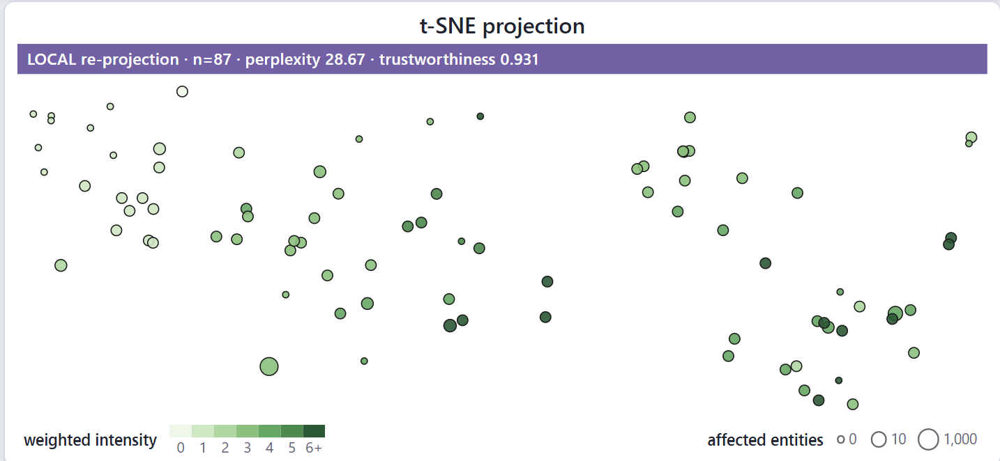 t-SNE projection
LOCAL re-projection · n=87 · perplexity 28.67 · trustworthiness 0.931
weighted intensity 0 1 2 3 4 5 6+
affected entities 0 10 1,000